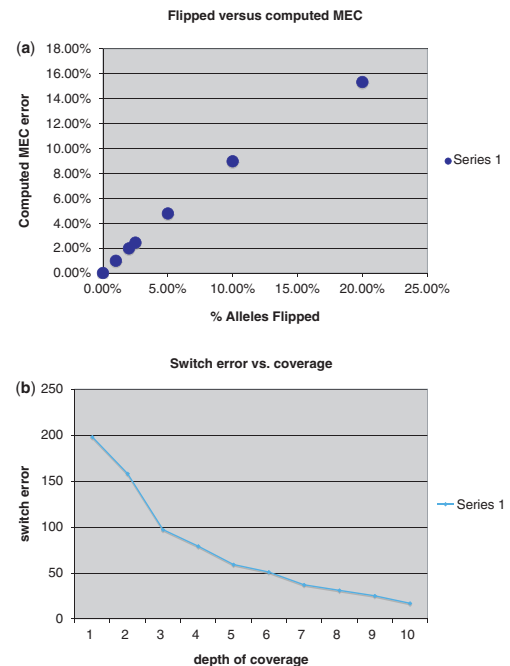 Flipped versus computed MEC
(a)
18.00%
16.00%
14.00%
12.00%
10.00%
8.00%
6.00%
4.00%
2.00%
0.00%
Computed MEC error
Series 1
0.00% 5.00% 10.00% 15.00% 20.00% 25.00%
% Alleles Flipped
Switch error vs. coverage
(b)
250
200
150
100
50
0
switch error
Series 1
1 2 3 4 5 6 7 8 9 10
depth of coverage